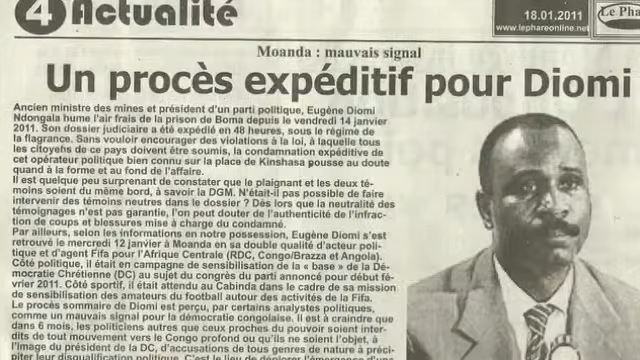 4 Actualité
18.01.2011
www.lephareonline.net
Le Pha
Moanda : mauvais signal
Un procès expéditif pour Diomi
Ancien ministre des mines et président d'un parti politique, Eugène Diomi
Ndongala hume l'air frais de la prison de Boma depuis le vendredi 14 janvier
2011. Son dossier judiciaire a été expédié en 48 heures, sous le régime de
la flagrance. Sans vouloir encourager des violations à la loi, à laquelle tous
les citoyehs de ce pays doivent être soumis, la condamnation expéditive de
cet opérateur politique bien connu sur la place de Kinshasa pousse au doute
quand à la forme et au fond de l'affaire.
Il est quelque peu surprenant de constater que le plaignant et les deux té-
moins soient du même bord, à savoir la DGM. N'était-il pas possible de faire
intervenir des témoins neutres dans le dossier ? Dès lors que la neutralité des
témoignages n'est pas garantie, l'on peut douter de l'authenticité de l'infrac-
tion de coups et blessures mise à charge du condamné.
Par ailleurs, selon les informations en notre possession, Eugène Diomi s'est
retrouvé le mercredi 12 janvier à Moanda en sa double qualité d'acteur poli-
tique et d'agent Fifa pour l'Afrique Centrale (RDC, Congo/Brazza et Angola).
Côté politique, il était en campagne de sensibilisation de la « base » de la Dé-
mocratie Chrétienne (DC) au sujet du congrès du parti annoncé pour début fé-
vrier 2011. Côté sportif, il était attendu au Cabinda dans le cadre de sa mission
de sensibilisation des amateurs du football autour des activités de la Fifa.
Le procès sommaire de Diomi est perçu, par certains analystes politiques,
comme un mauvais signal pour la démocratie congolaise. Il est à craindre que
dans 6 mois, les politiciens autres que ceux proches du pouvoir soient inter-
dits de tout mouvement vers le Congo profond ou qu'ils ne soient l'objet, à
l'image du président de la DC, d'accusations de tous genres de nature à préci-
piter leur disqualification politique. C'est le lieu de déplorer l'émergence d'une